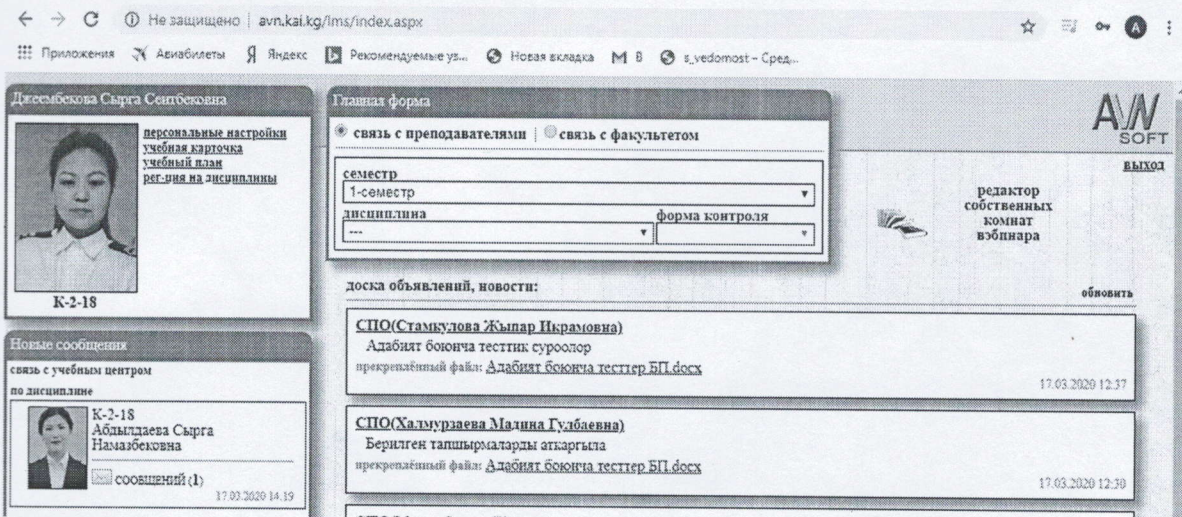 Не защищено | avn.kai.kg/lms/index.aspx
Приложения Авиабилеты Яндекс Рекомендуемые уз... Новая вкладка В s_vedomost – Сред...
Джеембекова Сырга Сеитбековна
персональные настройки
учебная карточка
учебный план
рег-ция на дисциплины
К-2-18
Новые сообщения
связь с учебным центром
по дисциплине
К-2-18
Абдылдаева Сырга
Намазбековна
СООБЩЕНИЙ (1)
17.03.2020 14.19
Главная форма
связь с преподавателями | связь с факультетом
семестр
1-семестр
дисциплина форма контроля
---
AVN
SOFT
выход
редактор
собственных
комнат
вэбинара
доска объявлений, новости:
обновить
СПО(Стамкулова Жыпар Икрамовна)
Адабият боюнча тесттик суроолор
прекреплённый файл: Адабият боюнча тесттер БП.docx
17.03.2020 12:37
СПО(Халмурзаева Мадина Гулбаевна)
Берилген тапшырмаларды аткаргыла
прекреплённый файл: Адабият боюнча тесттер БП.docx
17.03.2020 12:30